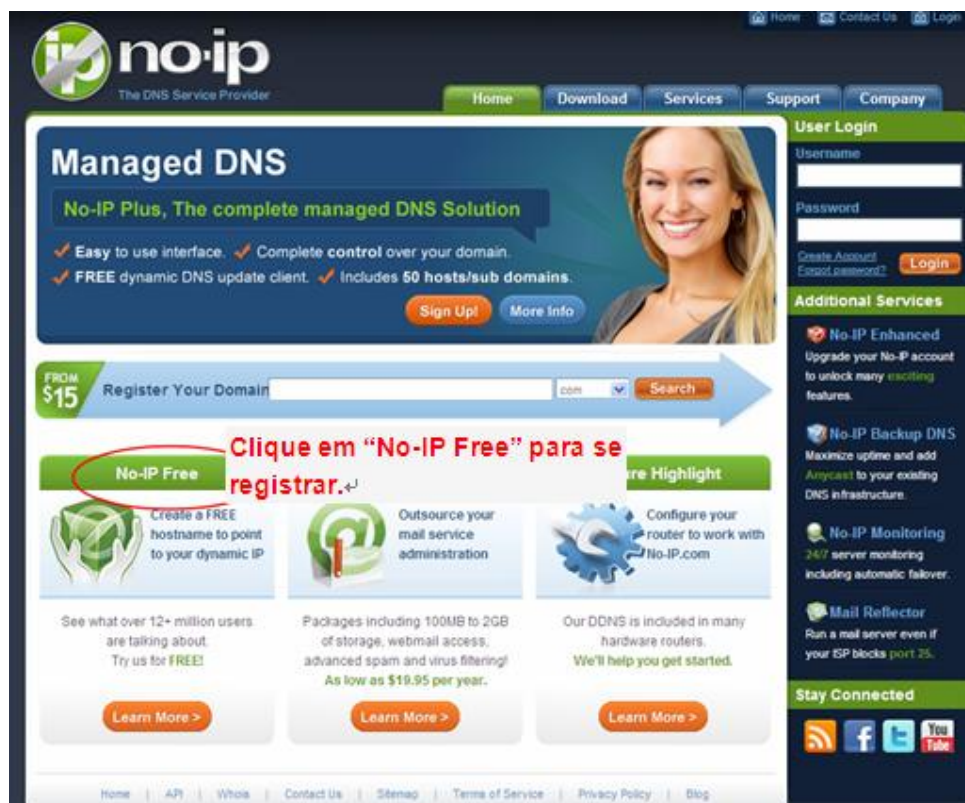 Home Contact Us Login
no·ip
The DNS Service Provider
Home Download Services Support Company
Managed DNS
No-IP Plus, The complete managed DNS Solution
Easy to use interface. Complete control over your domain.
FREE dynamic DNS update client. Includes 50 hosts/sub domains.
Sign Up! More Info
User Login
Username
Password
Create Account
Forgot password?
Login
FROM
$15
Register Your Domain
com
Search
Additional Services
No-IP Enhanced
Upgrade your No-IP account
to unlock many exciting
features.
No-IP Backup DNS
Maximize uptime and add
Anycast to your existing
DNS infrastructure.
No-IP Monitoring
24/7 server monitoring
including automatic failover.
Mail Reflector
Run a mail server even if
your ISP blocks port 25.
Stay Connected
You
Tube
Clique em “No-IP Free” para se
registrar.↵
No-IP Free
Create a FREE
hostname to point
to your dynamic IP
See what over 12+ million users
are talking about.
Try us for FREE!
Learn More >
Outsource your
mail service
administration
Packages including 100MB to 2GB
of storage, webmail access,
advanced spam and virus filtering!
As low as $19.95 per year.
Learn More >
re Highlight
Configure your
router to work with
No-IP.com
Our DDNS is included in many
hardware routers.
We'll help you get started.
Learn More >
Home | API | Whois | Contact Us | Sitemap | Terms of Service | Privacy Policy | Blog